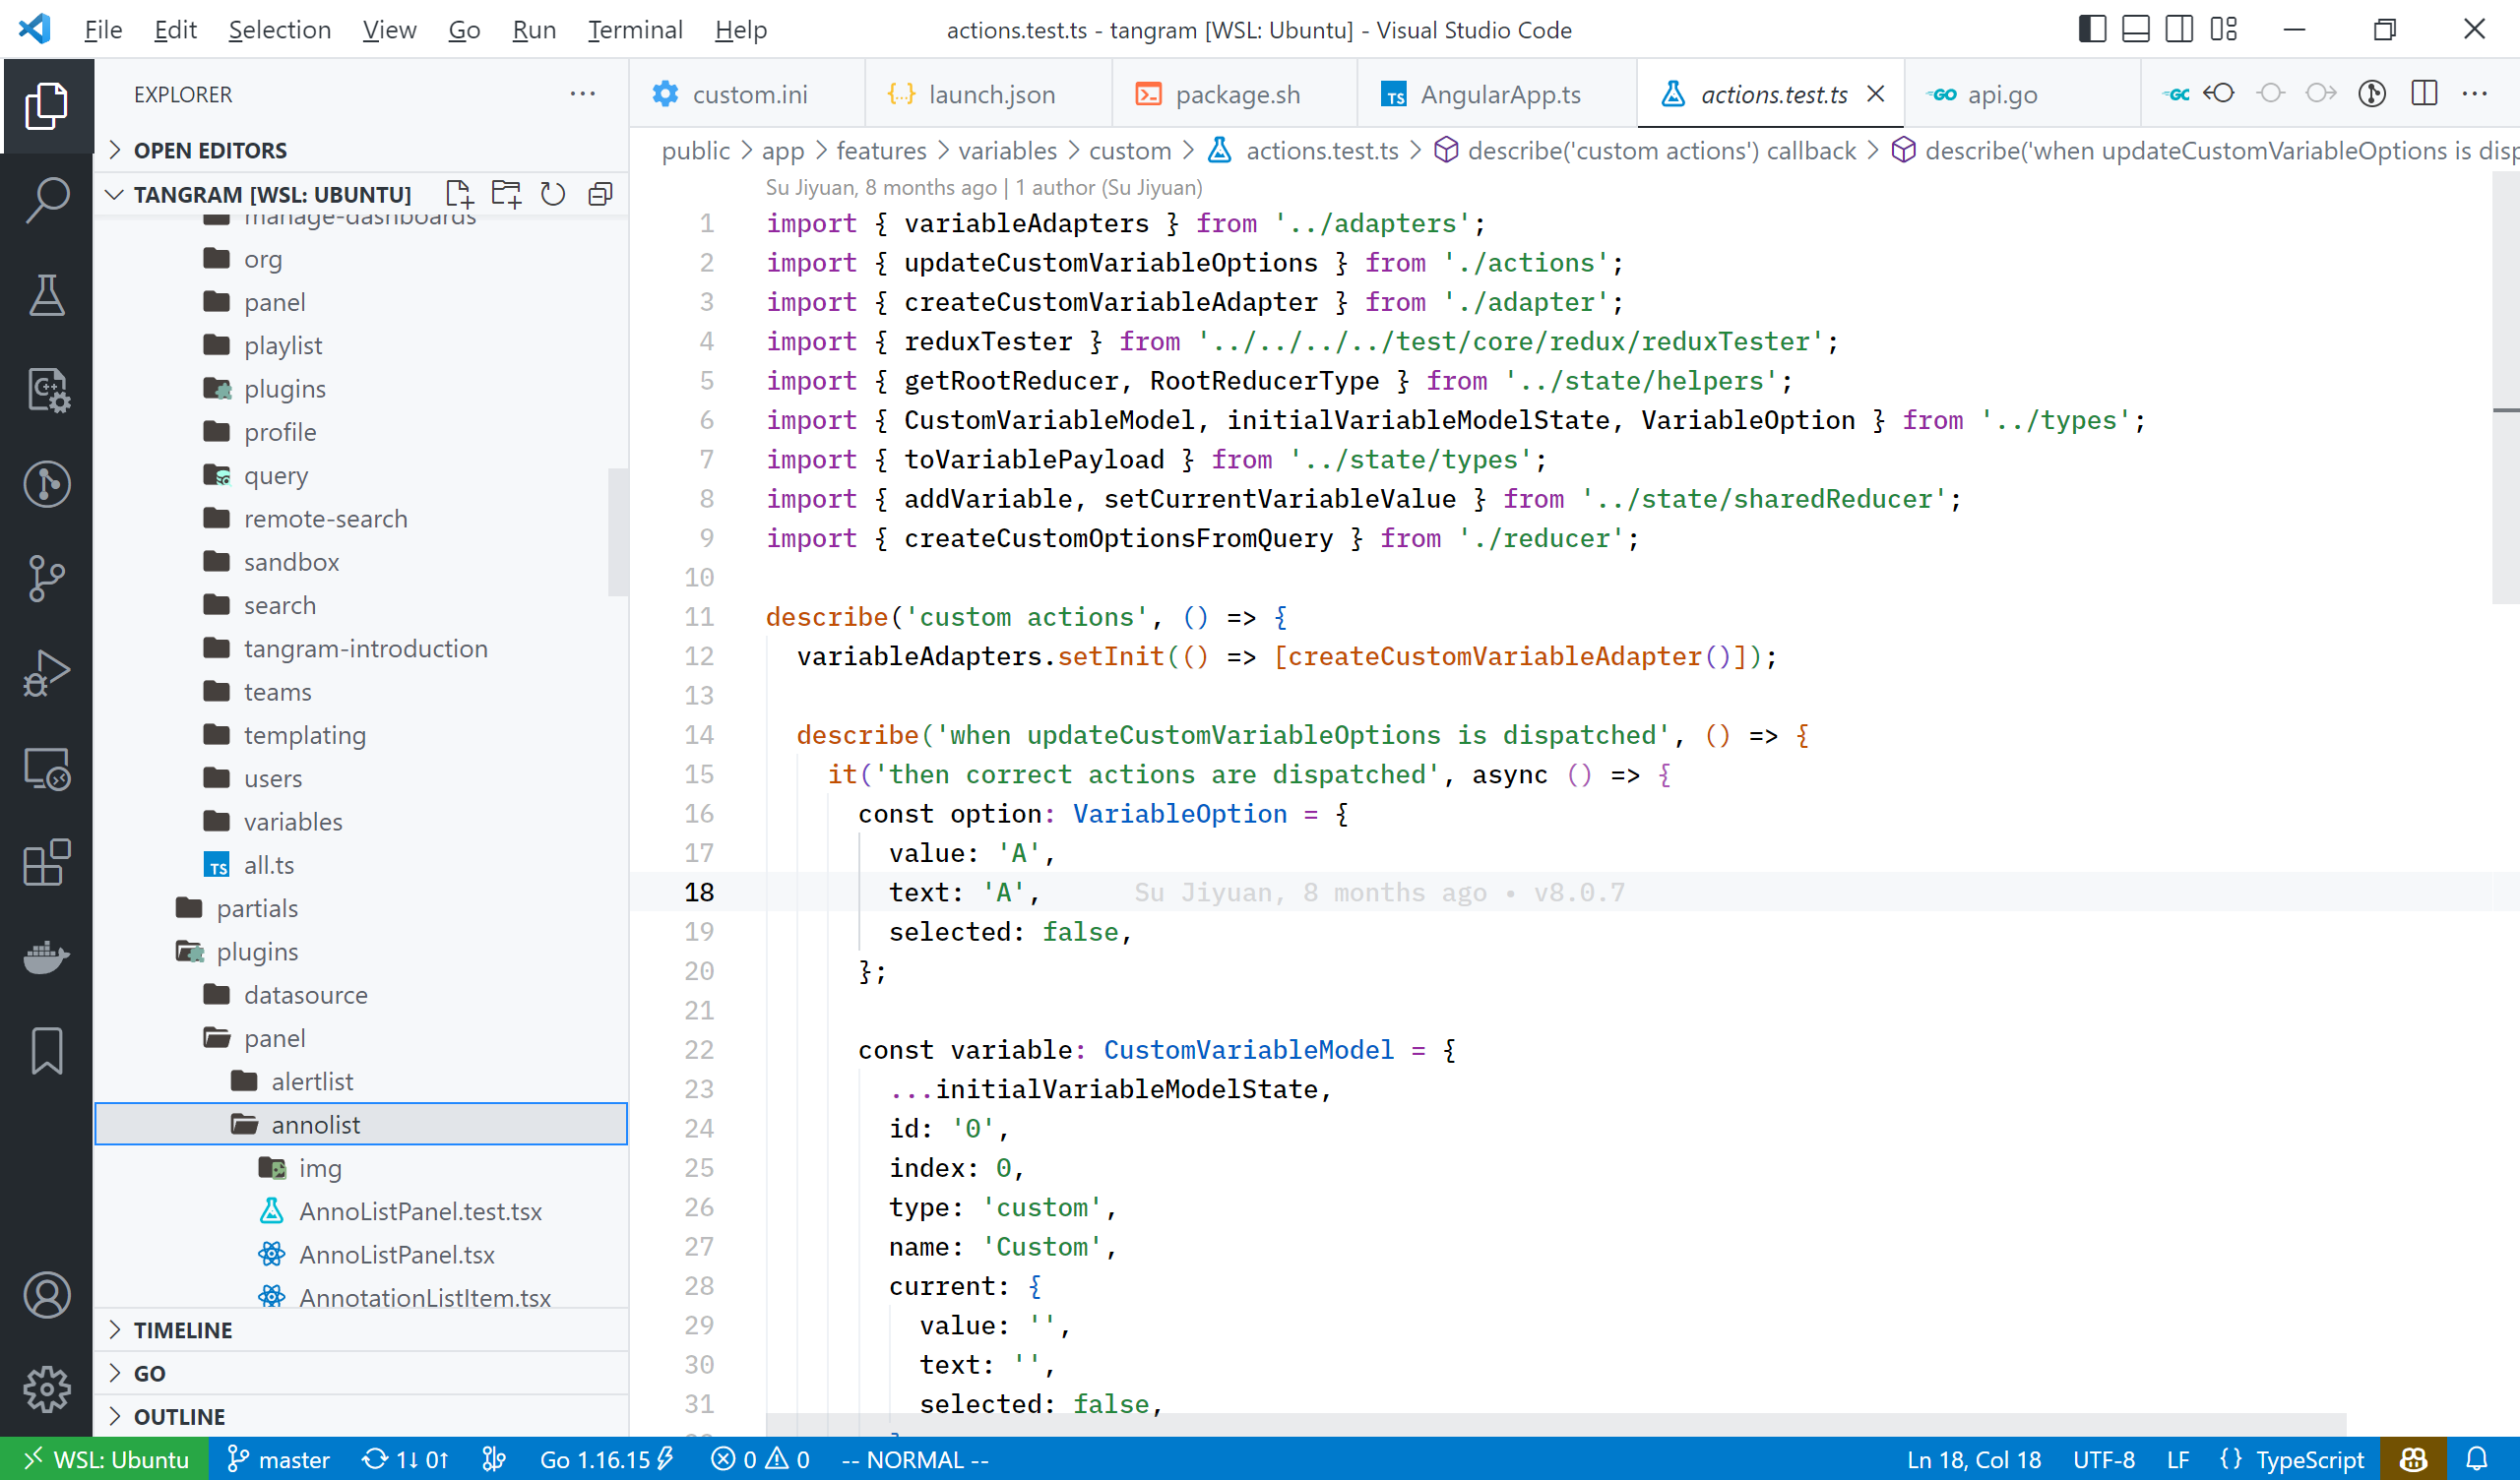 File Edit Selection View Go Run Terminal Help
actions.test.ts - tangram [WSL: Ubuntu] - Visual Studio Code
EXPLORER
OPEN EDITORS
TANGRAM [WSL: UBUNTU]
manage-dashboards
org
panel
playlist
plugins
profile
query
remote-search
sandbox
search
tangram-introduction
teams
templating
users
variables
all.ts
partials
plugins
datasource
panel
alertlist
annolist
img
AnnoListPanel.test.tsx
AnnoListPanel.tsx
AnnotationListItem.tsx
TIMELINE
GO
OUTLINE
custom.ini launch.json package.sh AngularApp.ts actions.test.ts api.go
public > app > features > variables > custom > actions.test.ts > describe('custom actions') callback > describe('when updateCustomVariableOptions is disp
Su Jiyuan, 8 months ago | 1 author (Su Jiyuan)
1 import { variableAdapters } from '../adapters';
2 import { updateCustomVariableOptions } from './actions';
3 import { createCustomVariableAdapter } from './adapter';
4 import { reduxTester } from '../../../../test/core/redux/reduxTester';
5 import { getRootReducer, RootReducerType } from '../state/helpers';
6 import { CustomVariableModel, initialVariableModelState, VariableOption } from '../types';
7 import { toVariablePayload } from '../state/types';
8 import { addVariable, setCurrentVariableValue } from '../state/sharedReducer';
9 import { createCustomOptionsFromQuery } from './reducer';
10
11 describe('custom actions', () => {
12 variableAdapters.setInit(() => [createCustomVariableAdapter()]);
13
14 describe('when updateCustomVariableOptions is dispatched', () => {
15 it('then correct actions are dispatched', async () => {
16 const option: VariableOption = {
17 value: 'A',
18 text: 'A', Su Jiyuan, 8 months ago • v8.0.7
19 selected: false,
20 };
21
22 const variable: CustomVariableModel = {
23 ...initialVariableModelState,
24 id: '0',
25 index: 0,
26 type: 'custom',
27 name: 'Custom',
28 current: {
29 value: '',
30 text: '',
31 selected: false,
WSL: Ubuntu master 1↓ 0↑ Go 1.16.15 0 0 -- NORMAL -- Ln 18, Col 18 UTF-8 LF {} TypeScript